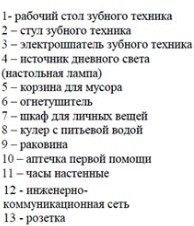 1- рабочий стол зубного техника
2 – стул зубного техника
3 – электрошпатель зубного техника
4 – источник дневного света
(настольная лампа)
5 – корзина для мусора
6 – огнетушитель
7 – шкаф для личных вещей
8 – кулер с питьевой водой
9 – раковина
10 – аптечка первой помощи
11 – часы настенные
12 - инженерно-
коммуникационная сеть
13 - розетка